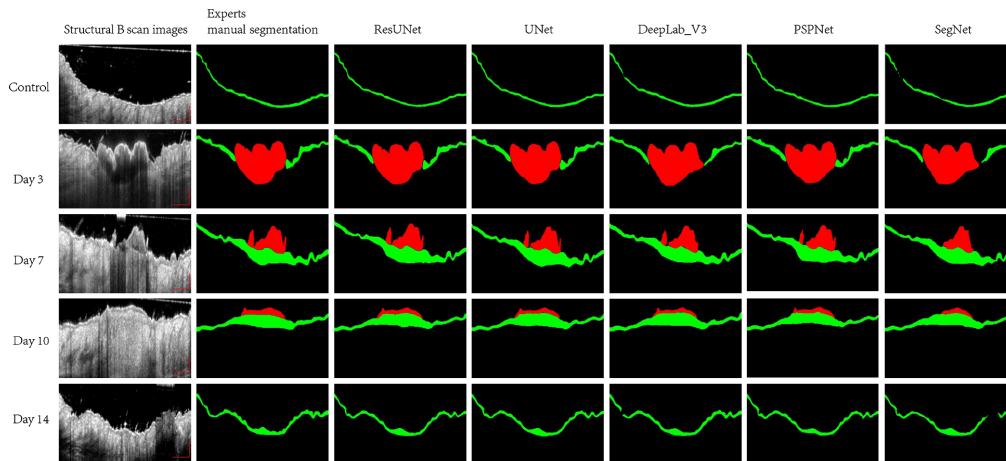 Structural B scan images
Experts
manual segmentation
ResUNet
UNet
DeepLab_V3
PSPNet
SegNet
Control
Day 3
Day 7
Day 10
Day 14